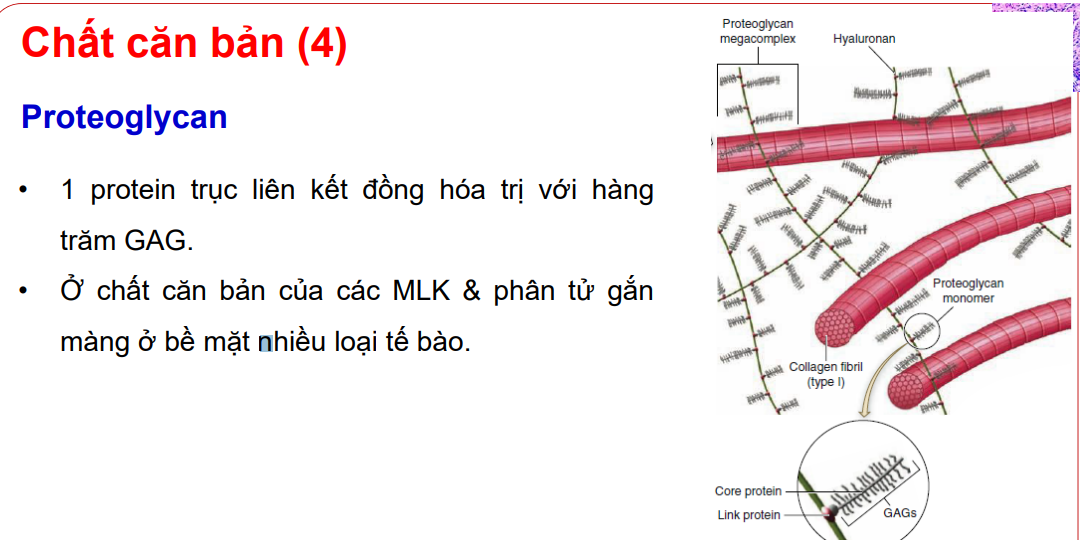 Chất căn bản (4)
Proteoglycan
• 1 protein trục liên kết đồng hóa trị với hàng
trăm GAG.
• Ở chất căn bản của các MLK & phân tử gắn
màng ở bề mặt nhiều loại tế bào.
Proteoglycan
megacomplex
Hyaluronan
Proteoglycan
monomer
Collagen fibril
(type I)
Core protein
Link protein
GAGs